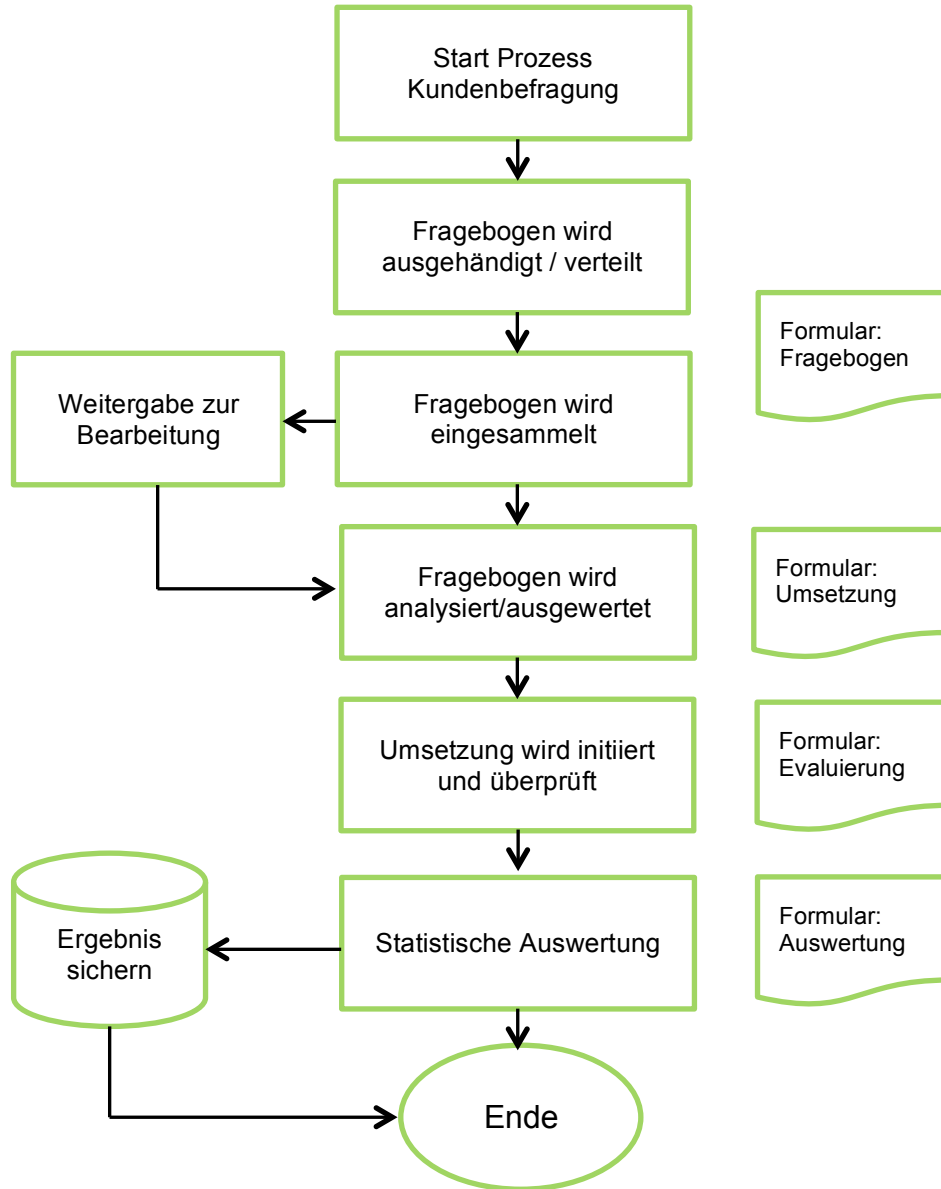 Start Prozess
Kundenbefragung
Fragebogen wird
ausgehändigt / verteilt
Formular:
Fragebogen
Weitergabe zur
Bearbeitung
Fragebogen wird
eingesammelt
Fragebogen wird
analysiert/ausgewertet
Formular:
Umsetzung
Umsetzung wird initiiert
und überprüft
Formular:
Evaluierung
Ergebnis
sichern
Statistische Auswertung
Formular:
Auswertung
Ende